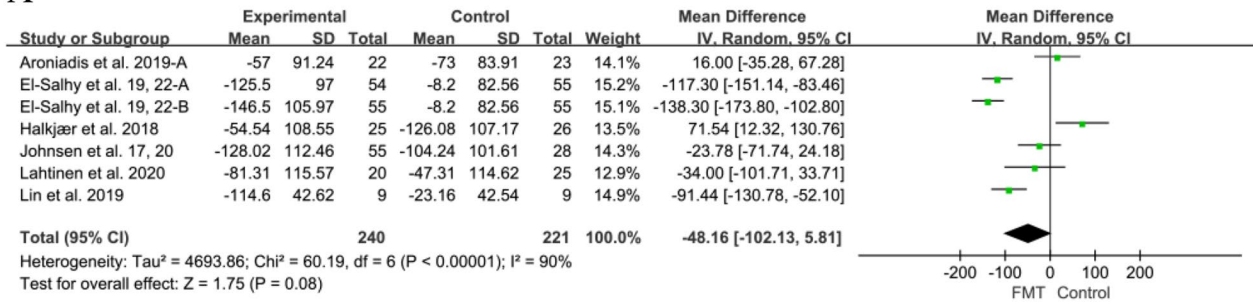 Experimental Control Mean Difference Mean Difference
Study or Subgroup Mean SD Total Mean SD Total Weight IV, Random, 95% CI IV, Random, 95% CI
Aroniadis et al. 2019-A -57 91.24 22 -73 83.91 23 14.1% 16.00 [-35.28, 67.28]
El-Salhy et al. 19, 22-A -125.5 97 54 -8.2 82.56 55 15.2% -117.30 [-151.14, -83.46]
El-Salhy et al. 19, 22-B -146.5 105.97 55 -8.2 82.56 55 15.1% -138.30 [-173.80, -102.80]
Halkjær et al. 2018 -54.54 108.55 25 -126.08 107.17 26 13.5% 71.54 [12.32, 130.76]
Johnsen et al. 17, 20 -128.02 112.46 55 -104.24 101.61 28 14.3% -23.78 [-71.74, 24.18]
Lahtinen et al. 2020 -81.31 115.57 20 -47.31 114.62 25 12.9% -34.00 [-101.71, 33.71]
Lin et al. 2019 -114.6 42.62 9 -23.16 42.54 9 14.9% -91.44 [-130.78, -52.10]
Total (95% CI) 240 221 100.0% -48.16 [-102.13, 5.81]
Heterogeneity: Tau² = 4693.86; Chi² = 60.19, df = 6 (P < 0.00001); I² = 90%
Test for overall effect: Z = 1.75 (P = 0.08)
-200 -100 0 100 200
FMT Control